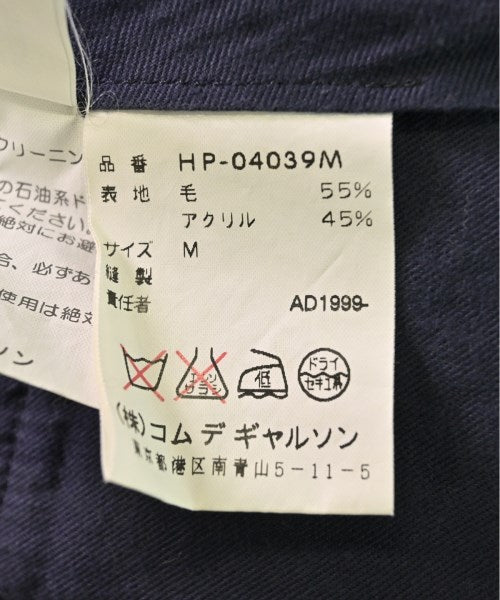 クリーニン
の石油系ド
てください。
絶対にお避
合、必ずあ
使用は絶対
ソン
品番 HP-04039M
表地 毛 55%
アクリル 45%
サイズ M
縫製
責任者 AD1999-
エンソ
サラシ
低
ドライ
セキユ系
(株)コムデギャルソン
東京都港区南青山5-11-5